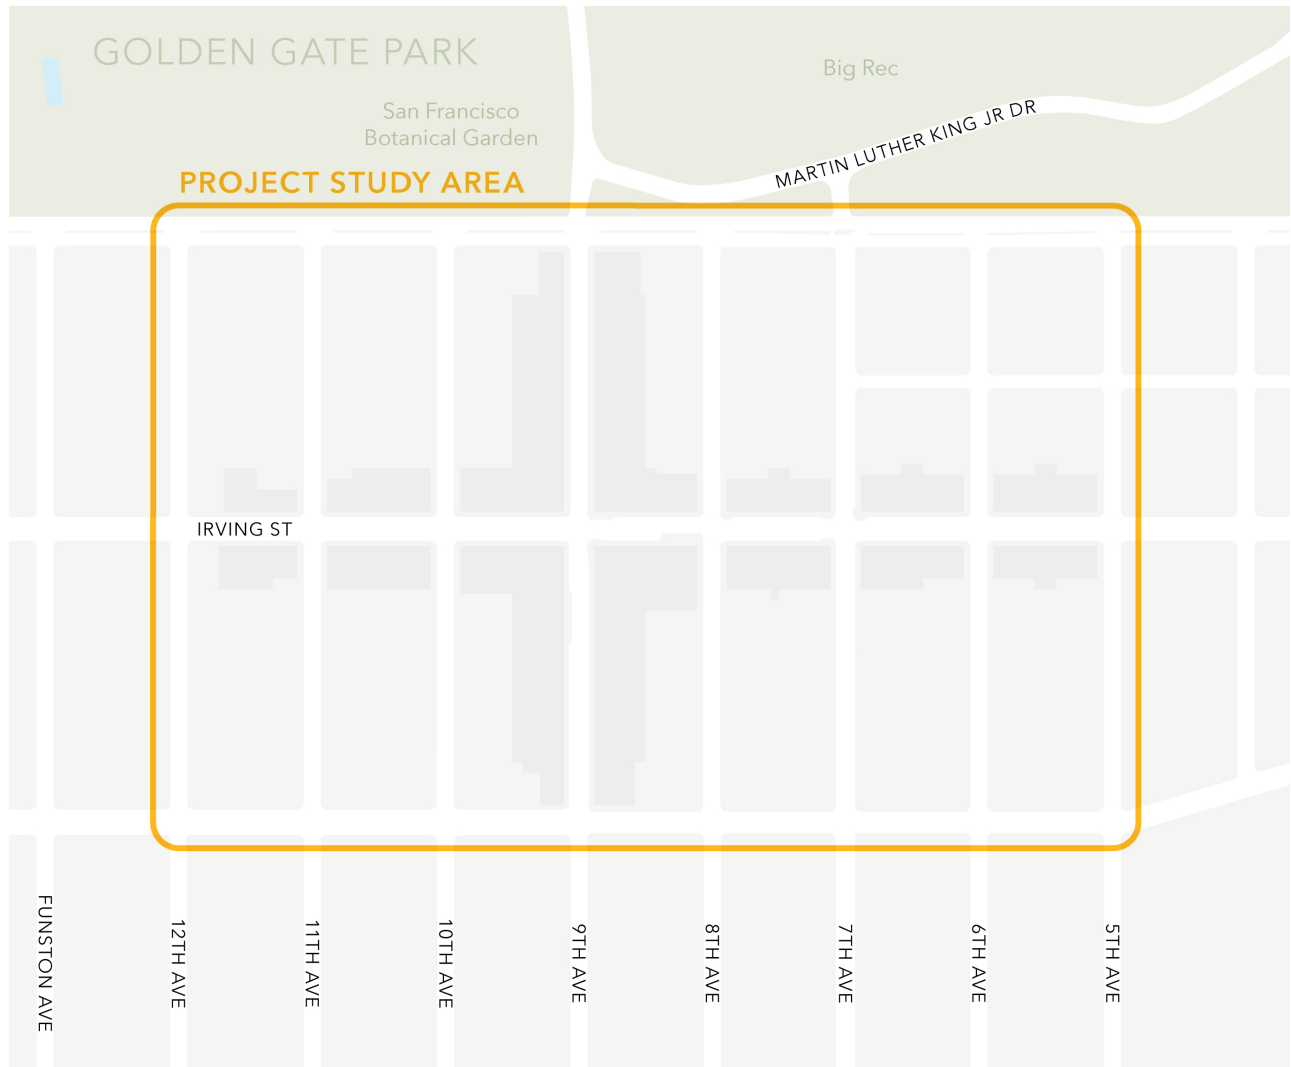 GOLDEN GATE PARK
Big Rec
San Francisco
Botanical Garden
MARTIN LUTHER KING JR DR
PROJECT STUDY AREA
IRVING ST
FUNSTON AVE
12TH AVE
11TH AVE
10TH AVE
9TH AVE
8TH AVE
7TH AVE
6TH AVE
5TH AVE